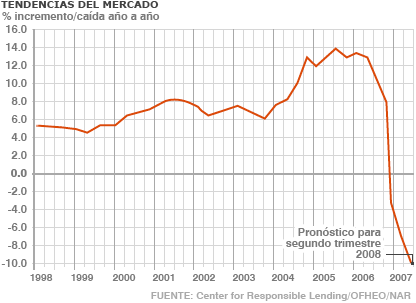 TENDENCIAS DEL MERCADO
% incremento/caída año a año
16.0
14.0
12.0
10.0
8.0
6.0
4.0
2.0
0.0
-2.0
-4.0
-6.0
-8.0
-10.0
Pronóstico para
segundo trimestre
2008
1998 1999 2000 2001 2002 2003 2004 2005 2006 2007
FUENTE: Center for Responsible Lending/OFHEO/NAR